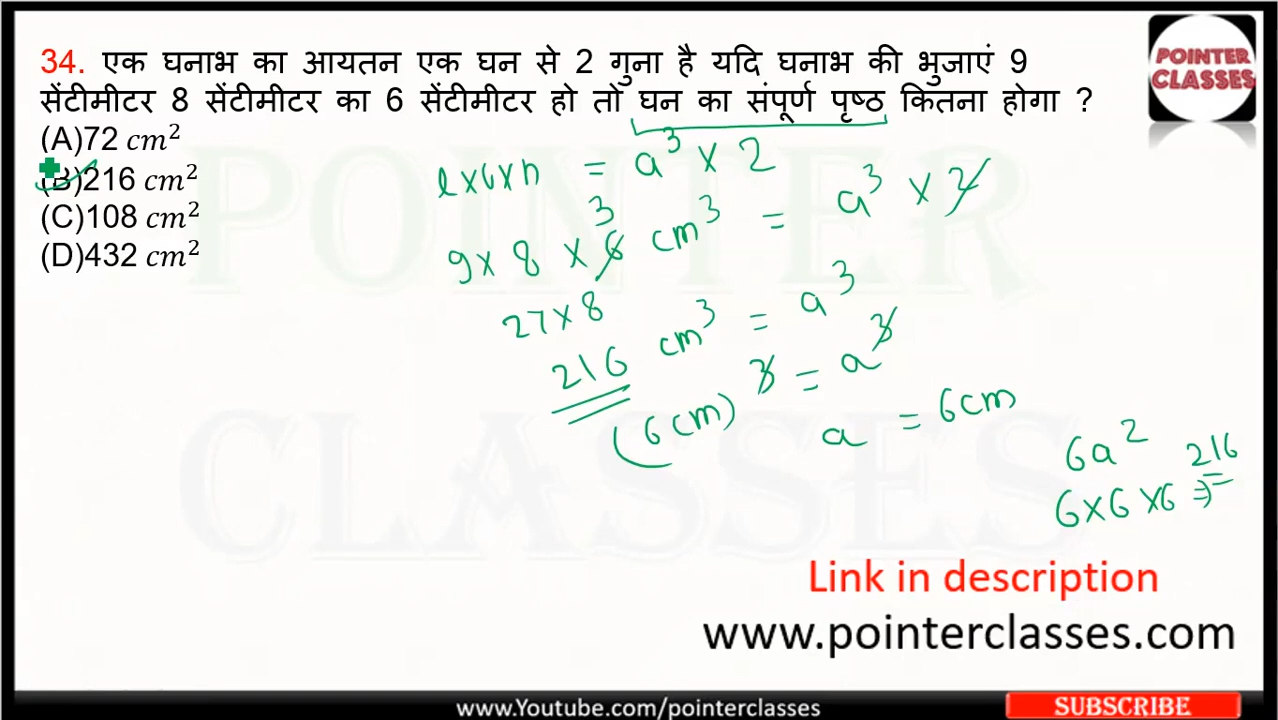 34. एक घनाभ का आयतन एक घन से 2 गुना है यदि घनाभ की भुजाएं 9
सेंटीमीटर 8 सेंटीमीटर का 6 सेंटीमीटर हो तो घन का संपूर्ण पृष्ठ कितना होगा ?
(A)72 cm²
(B)216 cm²
(C)108 cm²
(D)432 cm²
POINTER
CLASSES
l×b×h = a³ × 2
3
9 × 8 × 6 cm³ = a³ × 2
27×8
216 cm³ = a³
(6cm)³ = a³
a = 6cm
6a²
6×6×6 ⇒ 216
POINTER
CLASSES
Link in description
www.pointerclasses.com
www.Youtube.com/pointerclasses
SUBSCRIBE